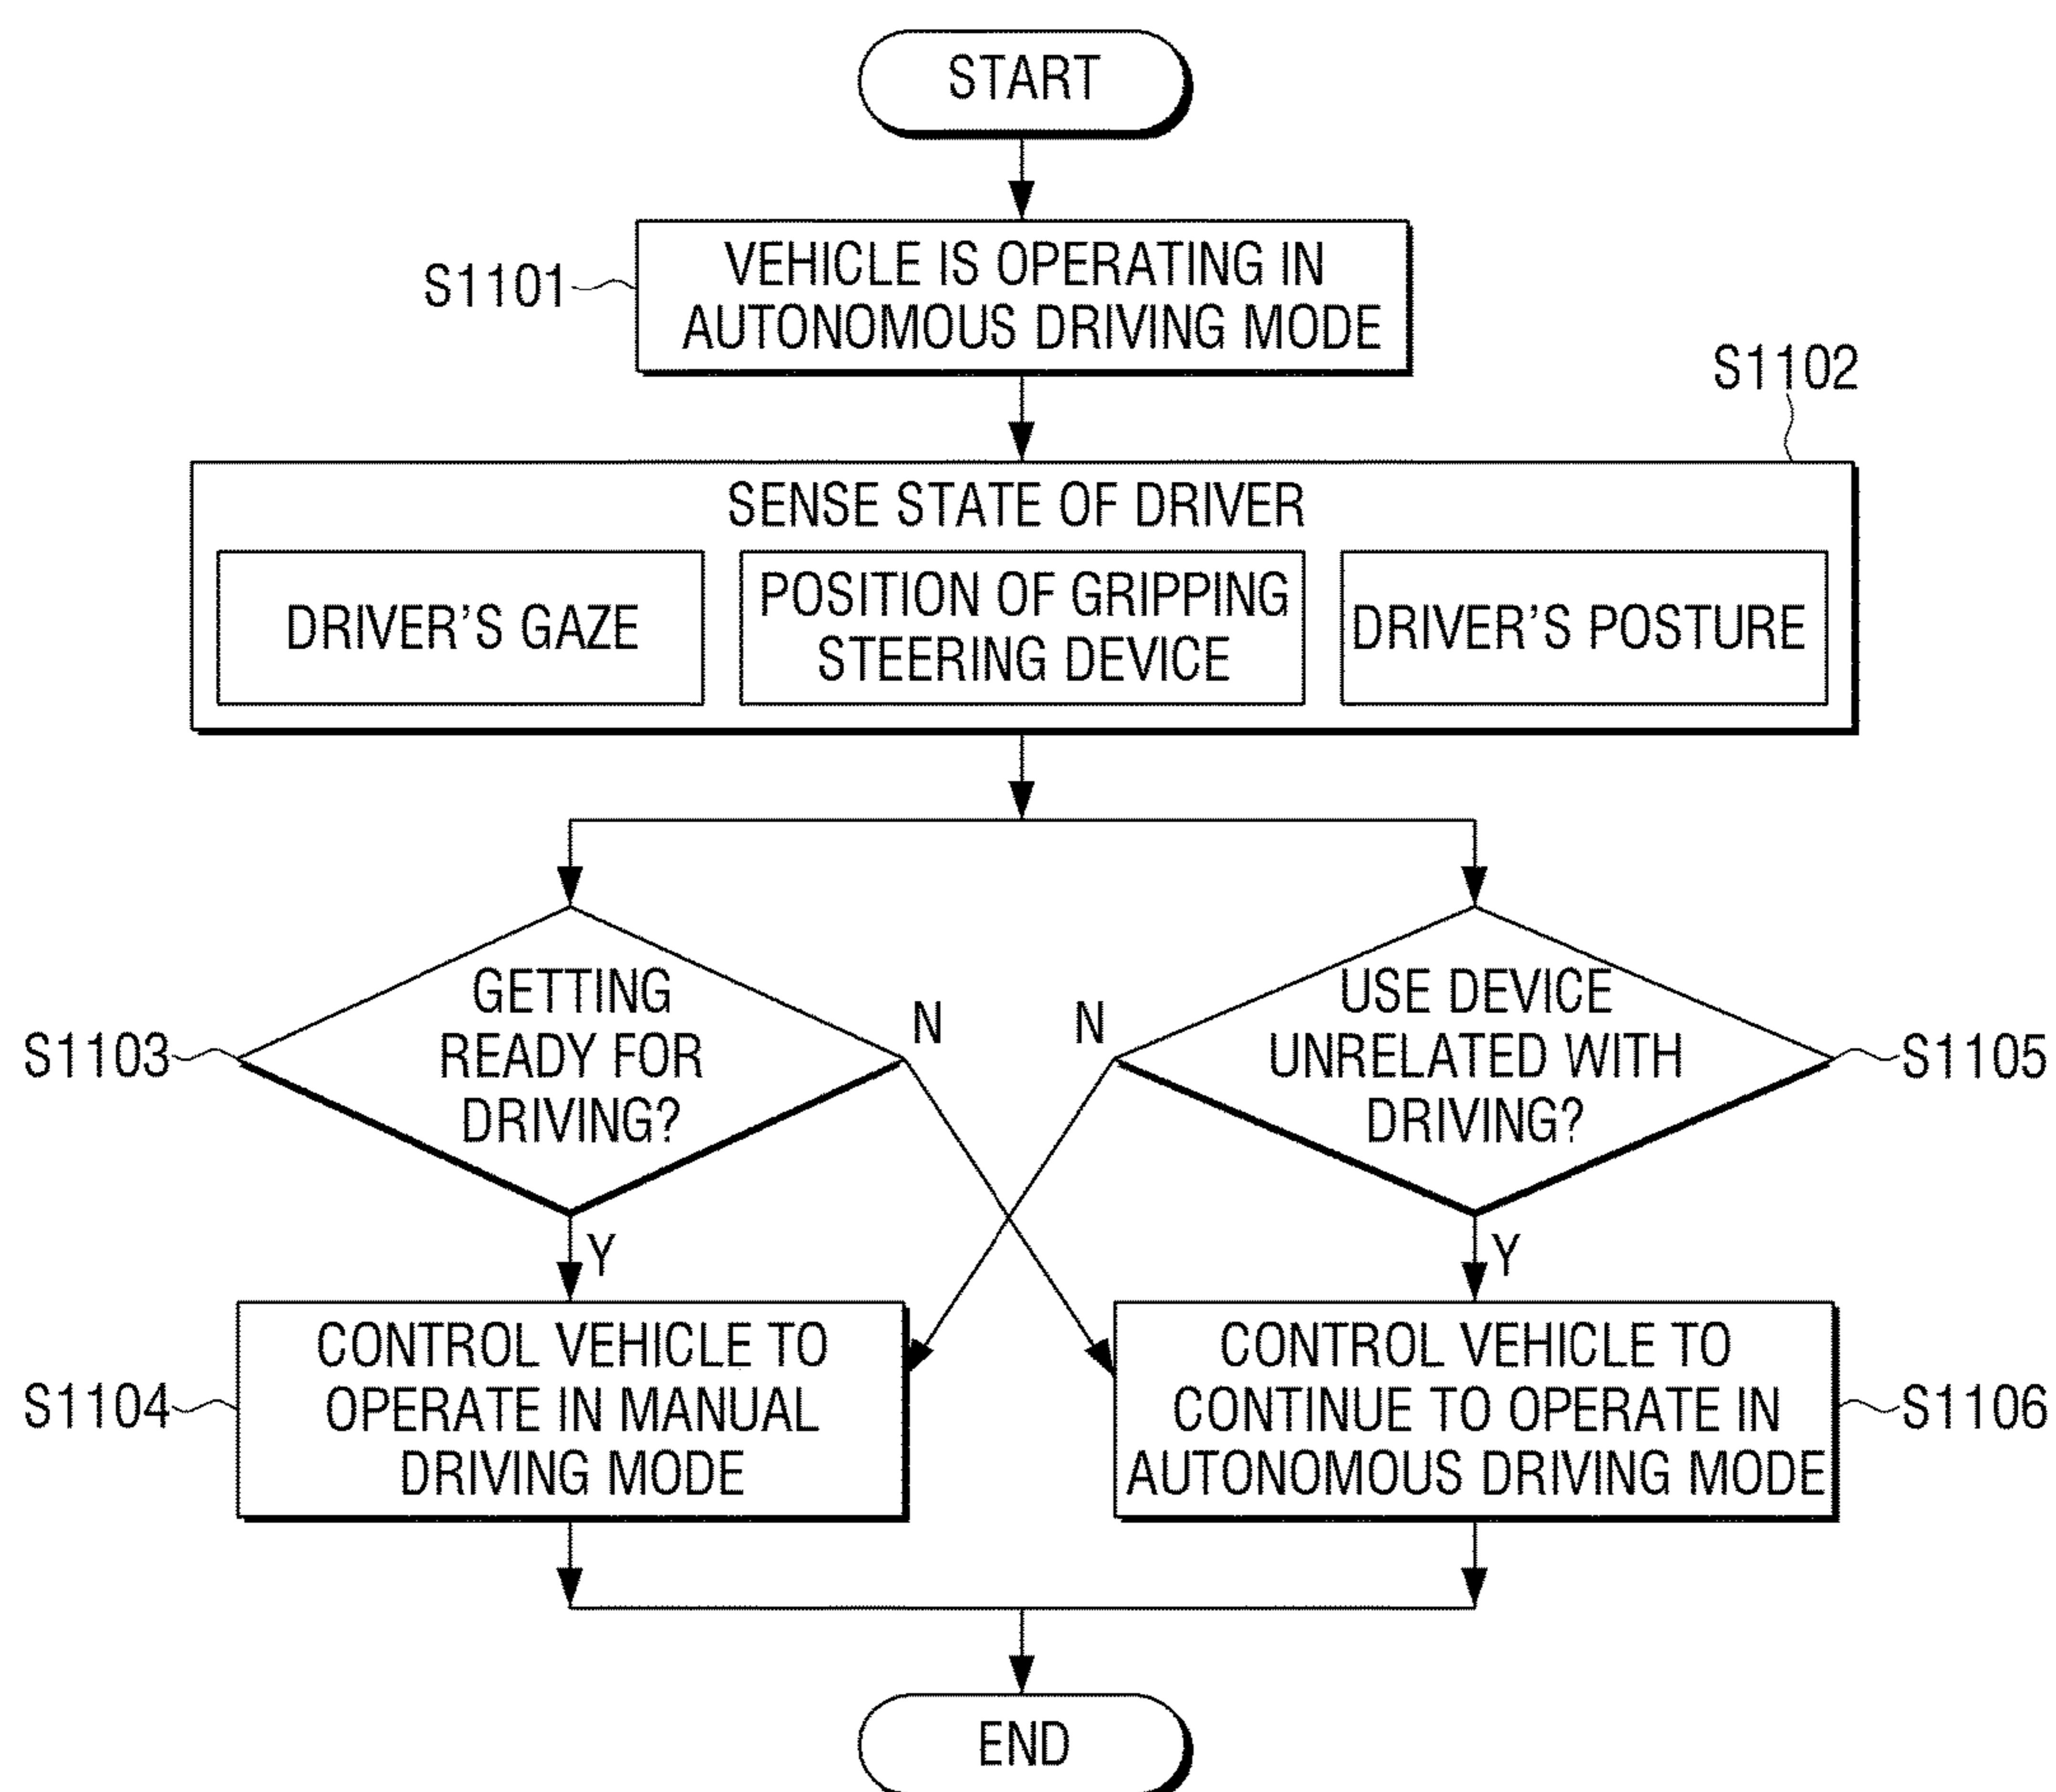 START
VEHICLE IS OPERATING IN
AUTONOMOUS DRIVING MODE
S1101
S1102
SENSE STATE OF DRIVER
DRIVER'S GAZE
POSITION OF GRIPPING
STEERING DEVICE
DRIVER'S POSTURE
GETTING
READY FOR
DRIVING?
S1103
N
Y
N
USE DEVICE
UNRELATED WITH
DRIVING?
S1105
Y
CONTROL VEHICLE TO
OPERATE IN MANUAL
DRIVING MODE
S1104
CONTROL VEHICLE TO
CONTINUE TO OPERATE IN
AUTONOMOUS DRIVING MODE
S1106
END